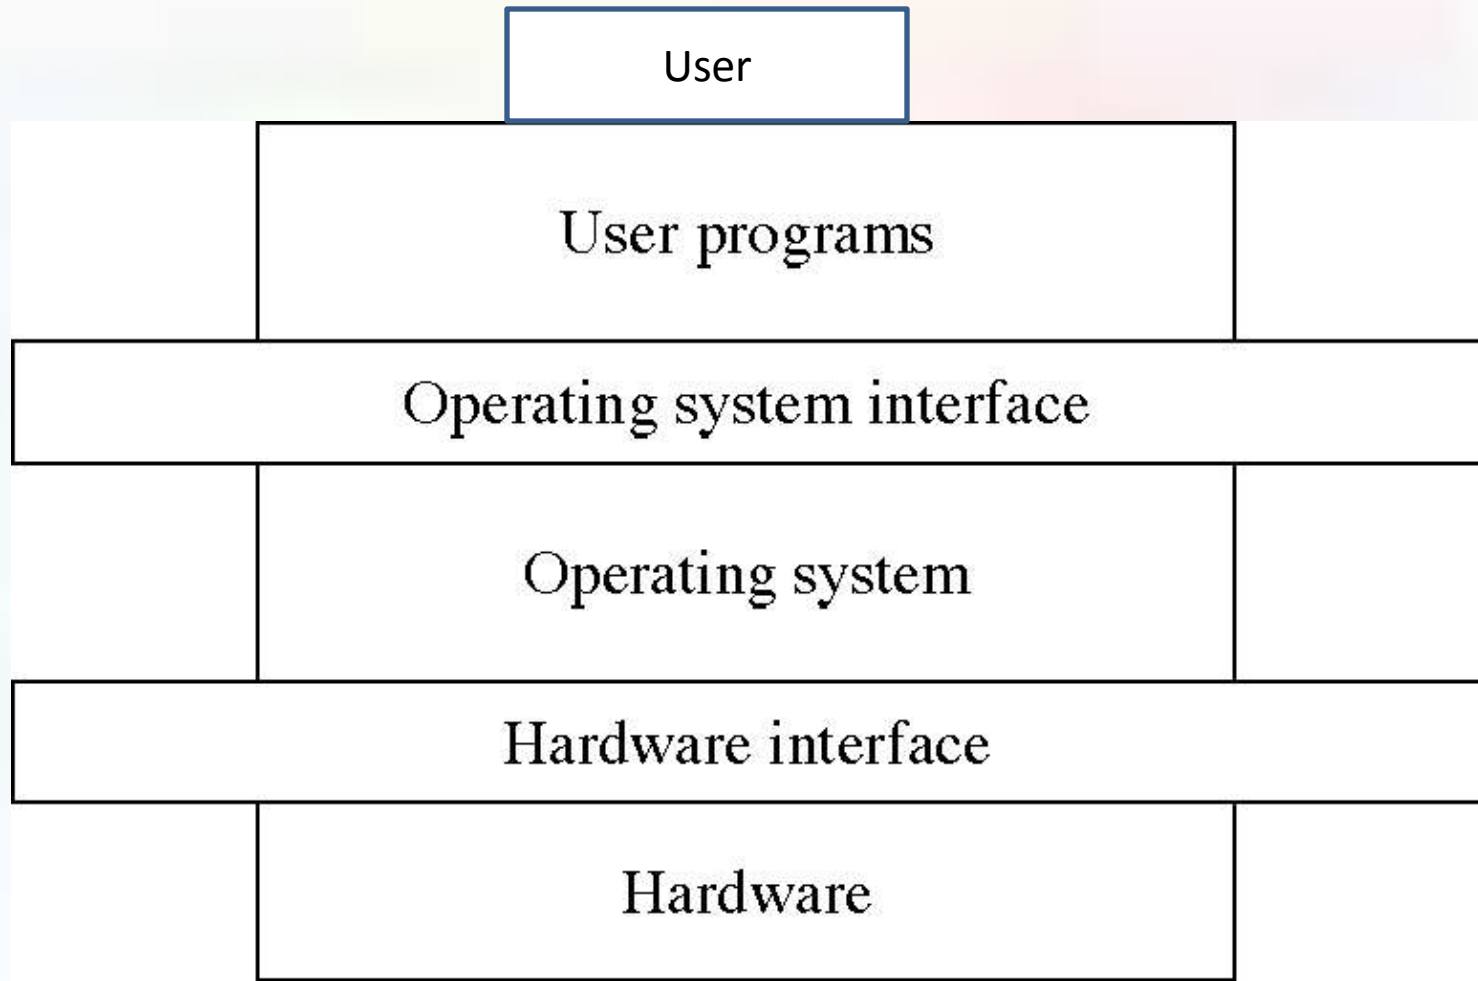 User
User programs
Operating system interface
Operating system
Hardware interface
Hardware